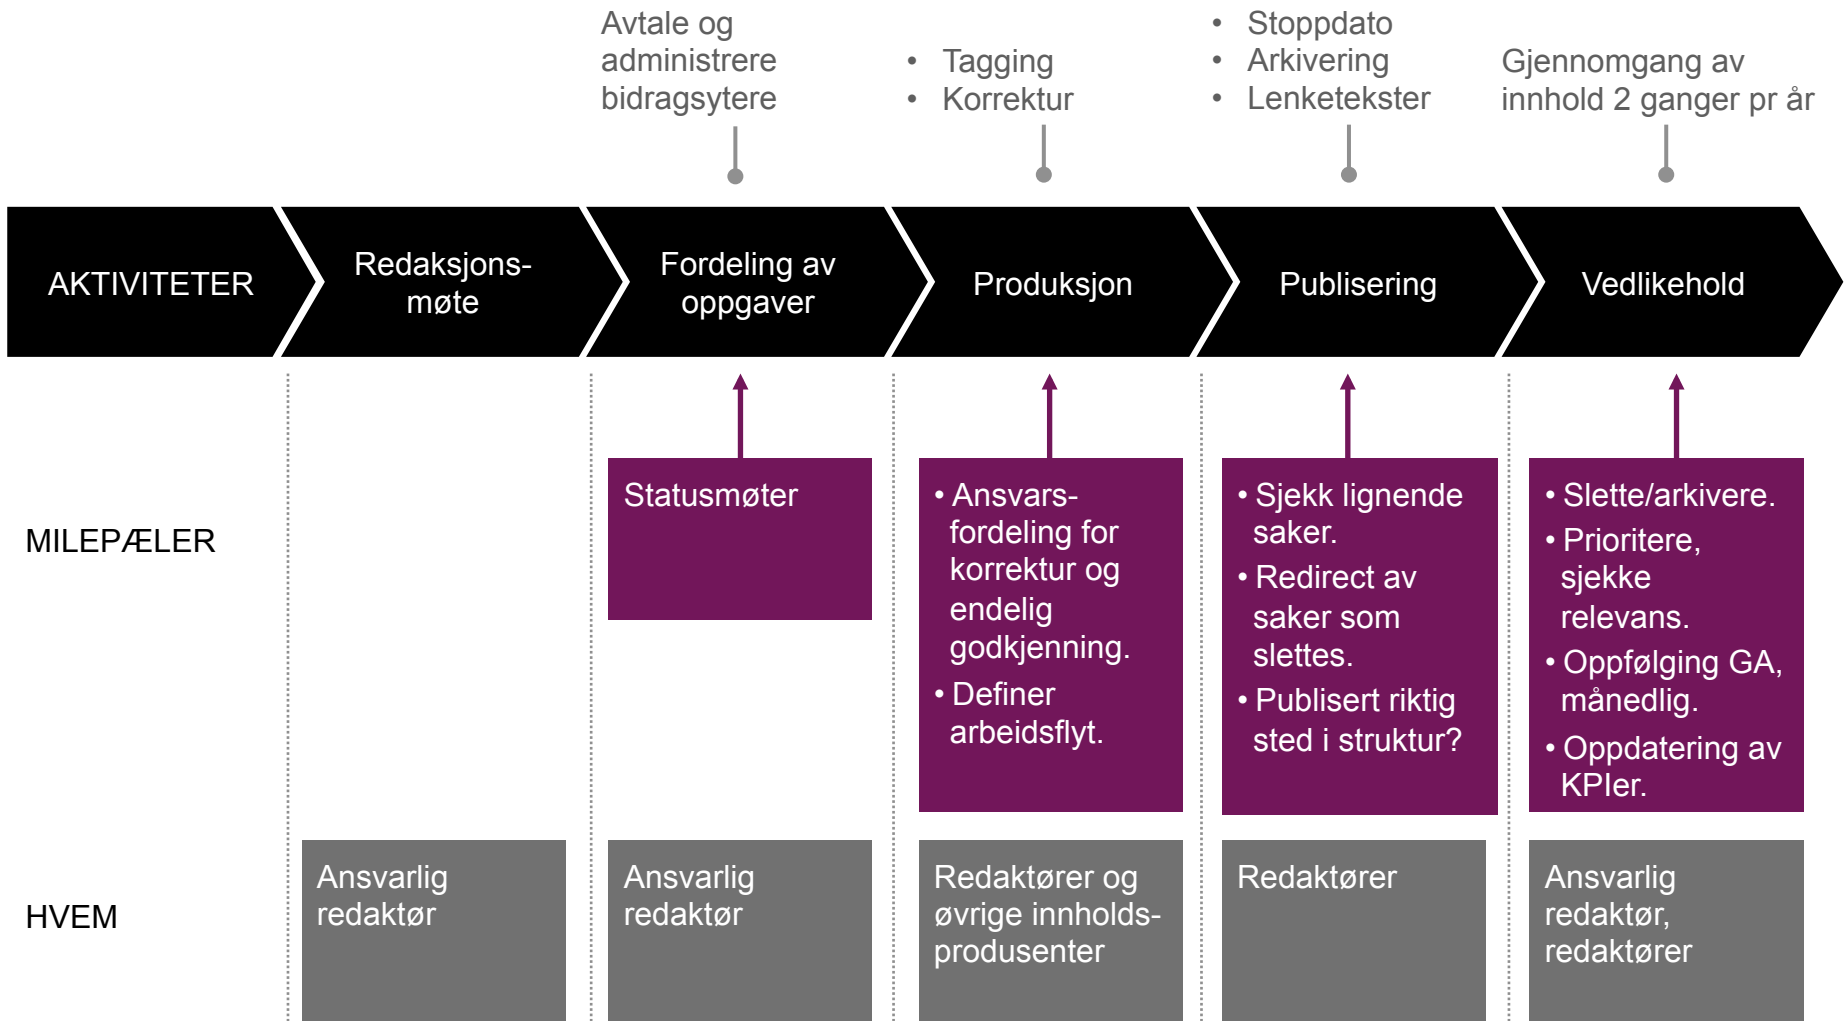 Avtale og
administrere
bidragsytere
• Tagging
• Korrektur
• Stoppdato
• Arkivering
• Lenketekster
Gjennomgang av
innhold 2 ganger pr år
AKTIVITETER
Redaksjons-
møte
Fordeling av
oppgaver
Produksjon
Publisering
Vedlikehold
MILEPÆLER
Statusmøter
• Ansvars-
fordeling for
korrektur og
endelig
godkjenning.
• Definer
arbeidsflyt.
• Sjekk lignende
saker.
• Redirect av
saker som
slettes.
• Publisert riktig
sted i struktur?
• Slette/arkivere.
• Prioritere,
sjekke
relevans.
• Oppfølging GA,
månedlig.
• Oppdatering av
KPIer.
HVEM
Ansvarlig
redaktør
Ansvarlig
redaktør
Redaktører og
øvrige innholds-
produsenter
Redaktører
Ansvarlig
redaktør,
redaktører